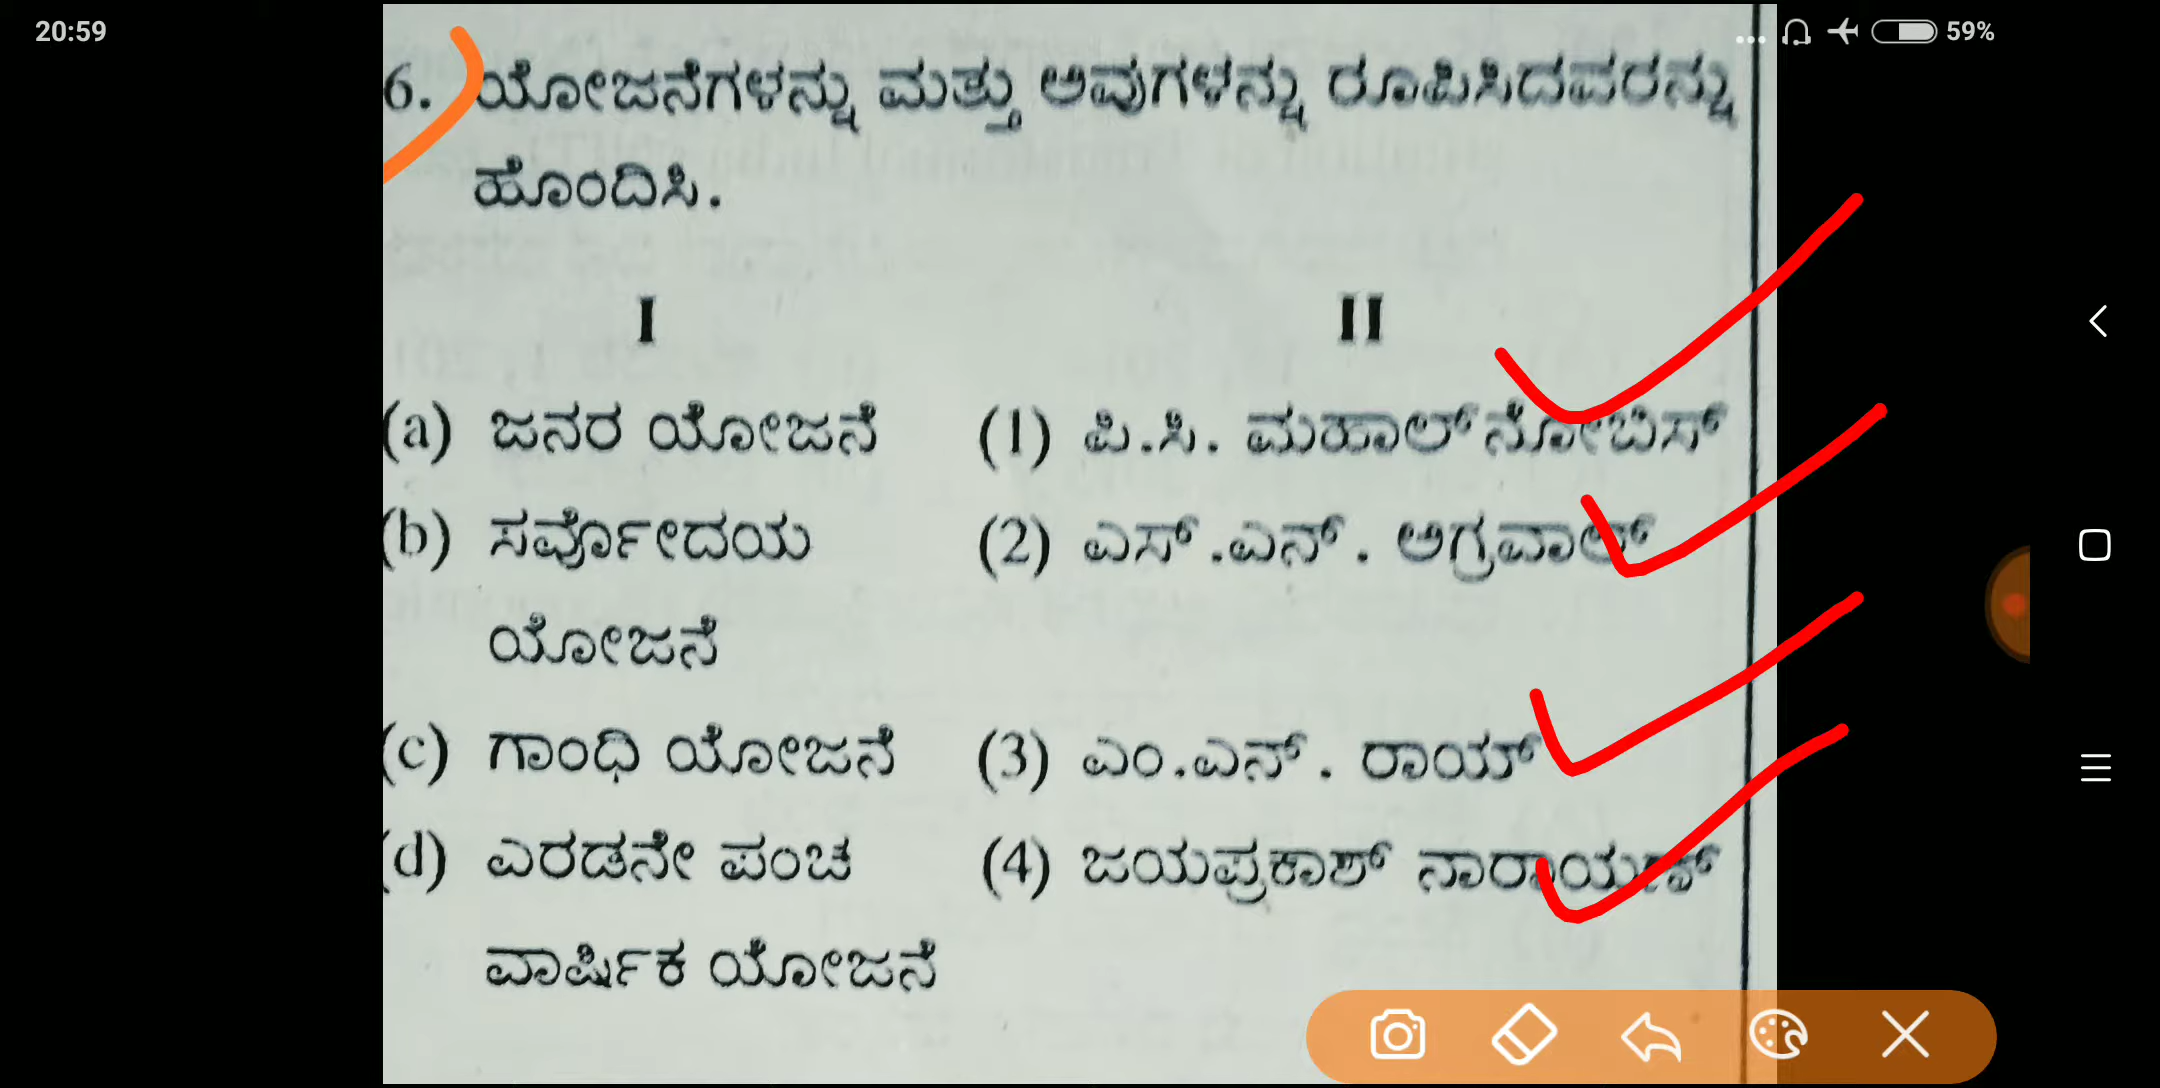 20:59
59%
6. ಯೋಜನೆಗಳನ್ನು ಮತ್ತು ಅವುಗಳನ್ನು ರೂಪಿಸಿದವರನ್ನು
ಹೊಂದಿಸಿ.
I II
(a) ಜನರ ಯೋಜನೆ (1) ಪಿ.ಸಿ. ಮಹಾಲ್‌ನೋಬಿಸ್
(b) ಸರ್ವೋದಯ (2) ಎಸ್.ಎನ್. ಅಗ್ರವಾಲ್
ಯೋಜನೆ
(c) ಗಾಂಧಿ ಯೋಜನೆ (3) ಎಂ.ಎನ್. ರಾಯ್
(d) ಎರಡನೇ ಪಂಚ (4) ಜಯಪ್ರಕಾಶ್ ನಾರಾಯಣ್
ವಾರ್ಷಿಕ ಯೋಜನೆ